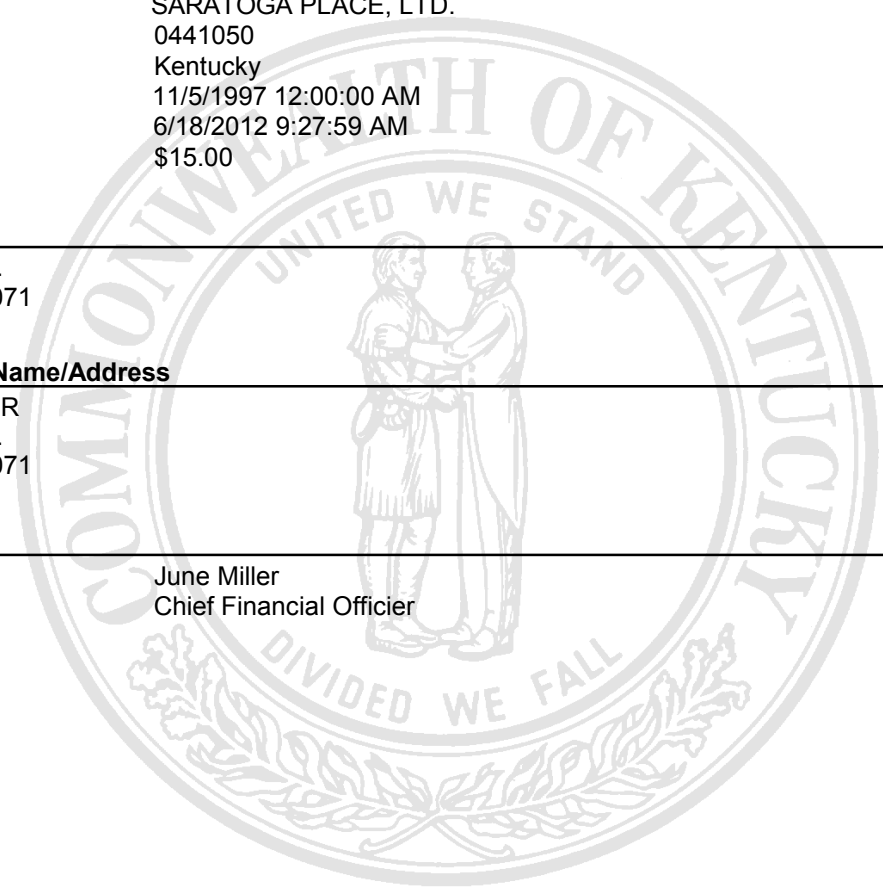 SARATOGA PLACE, LTD.
0441050
Kentucky
11/5/1997 12:00:00 AM
6/18/2012 9:27:59 AM
$15.00
071
Name/Address
R
071
June Miller
Chief Financial Officier
COMMONWEALTH OF KENTUCKY
UNITED WE STAND
DIVIDED WE FALL